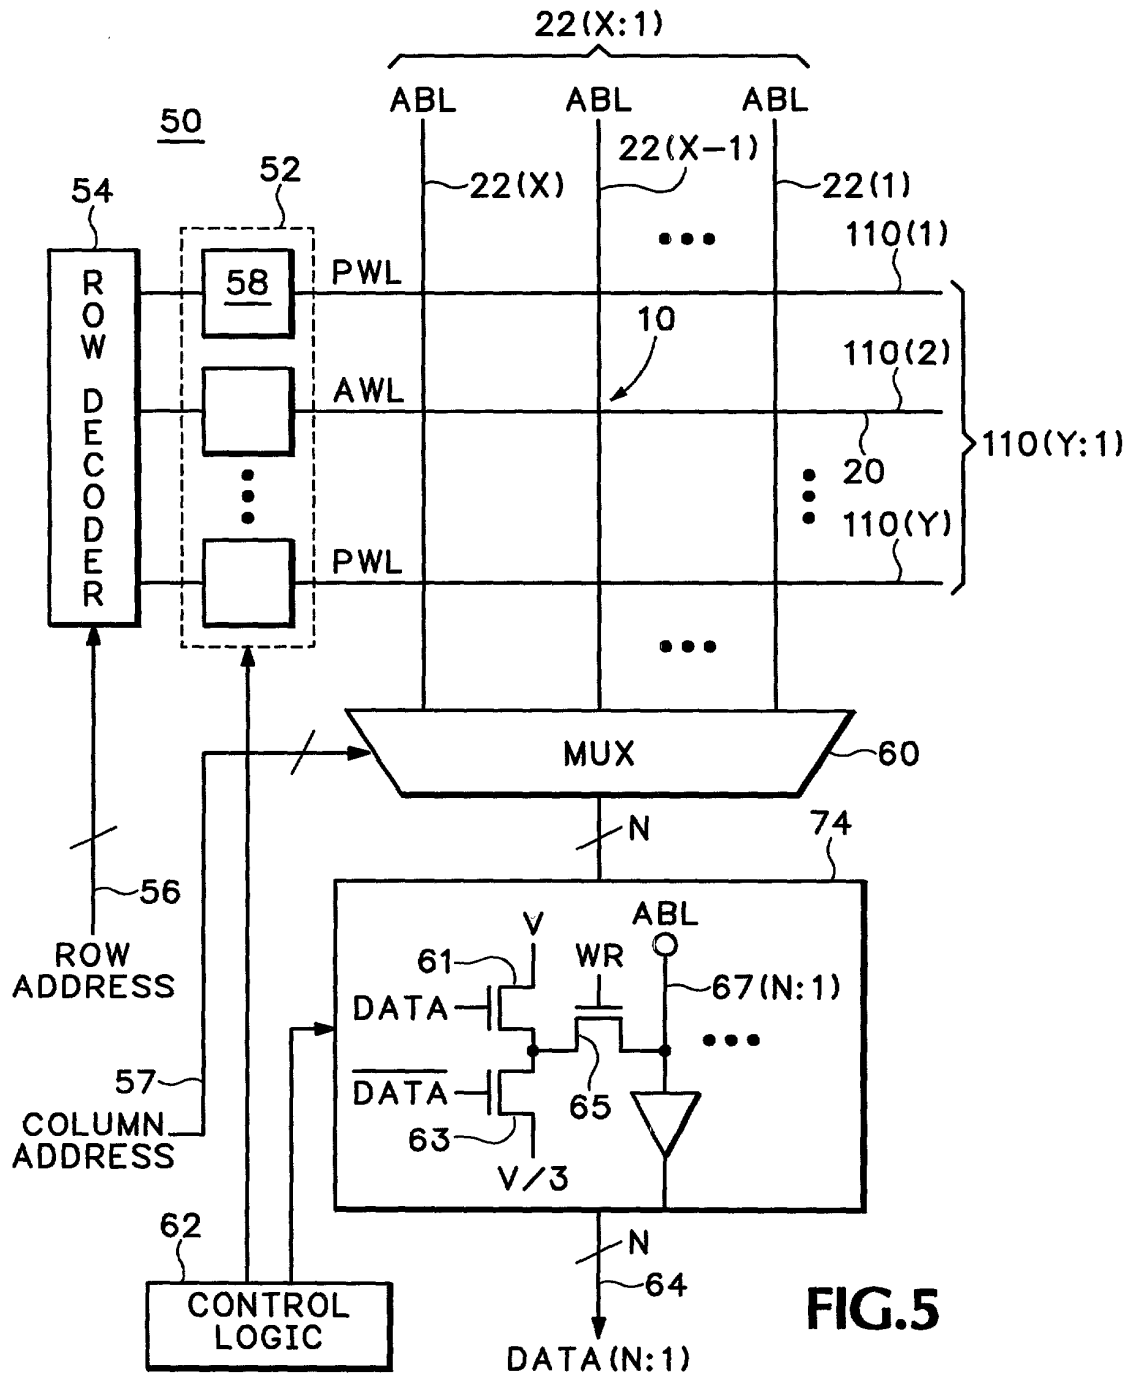 22(X:1)
ABL ABL ABL
50
22(X-1)
52
22(X)
22(1)
54
110(1)
ROW DECODER
58
PWL
10
110(2)
AWL
110(Y:1)
20
110(Y)
PWL
MUX
60
N
74
56
ABL
V
ROW
ADDRESS
61
WR
67(N:1)
DATA
57
DATA
65
COLUMN
ADDRESS
63
V/3
62
N
64
CONTROL
LOGIC
FIG.5
DATA(N:1)